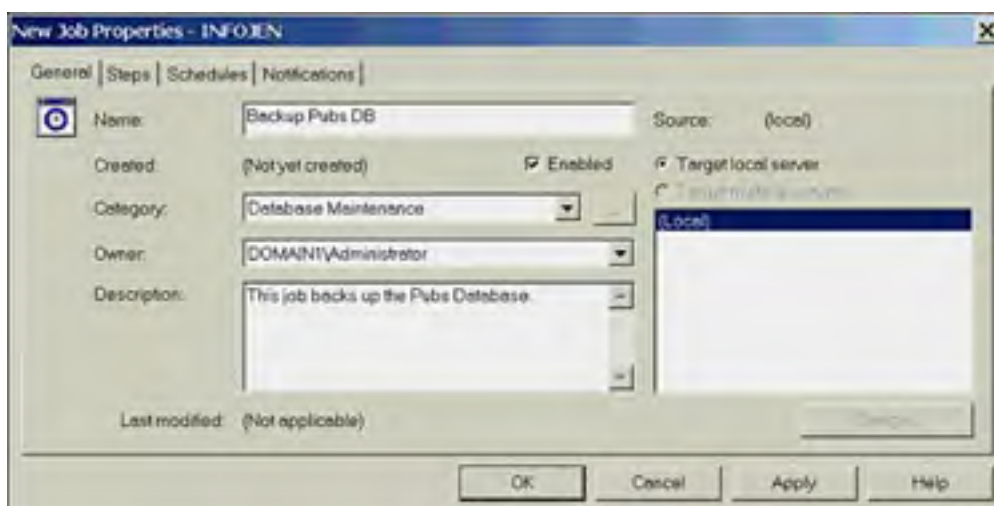 New Job Properties - INFOJEN
General Steps Schedules Notifications
Name: Backup Pubs DB
Source: (local)
Created: (Not yet created)
Enabled
Target local server
Category: Database Maintenance
...
(Local)
Owner: DOMAIN1\Administrator
Description: This job backs up the Pubs Database.
Last modified: (Not applicable)
OK Cancel Apply Help